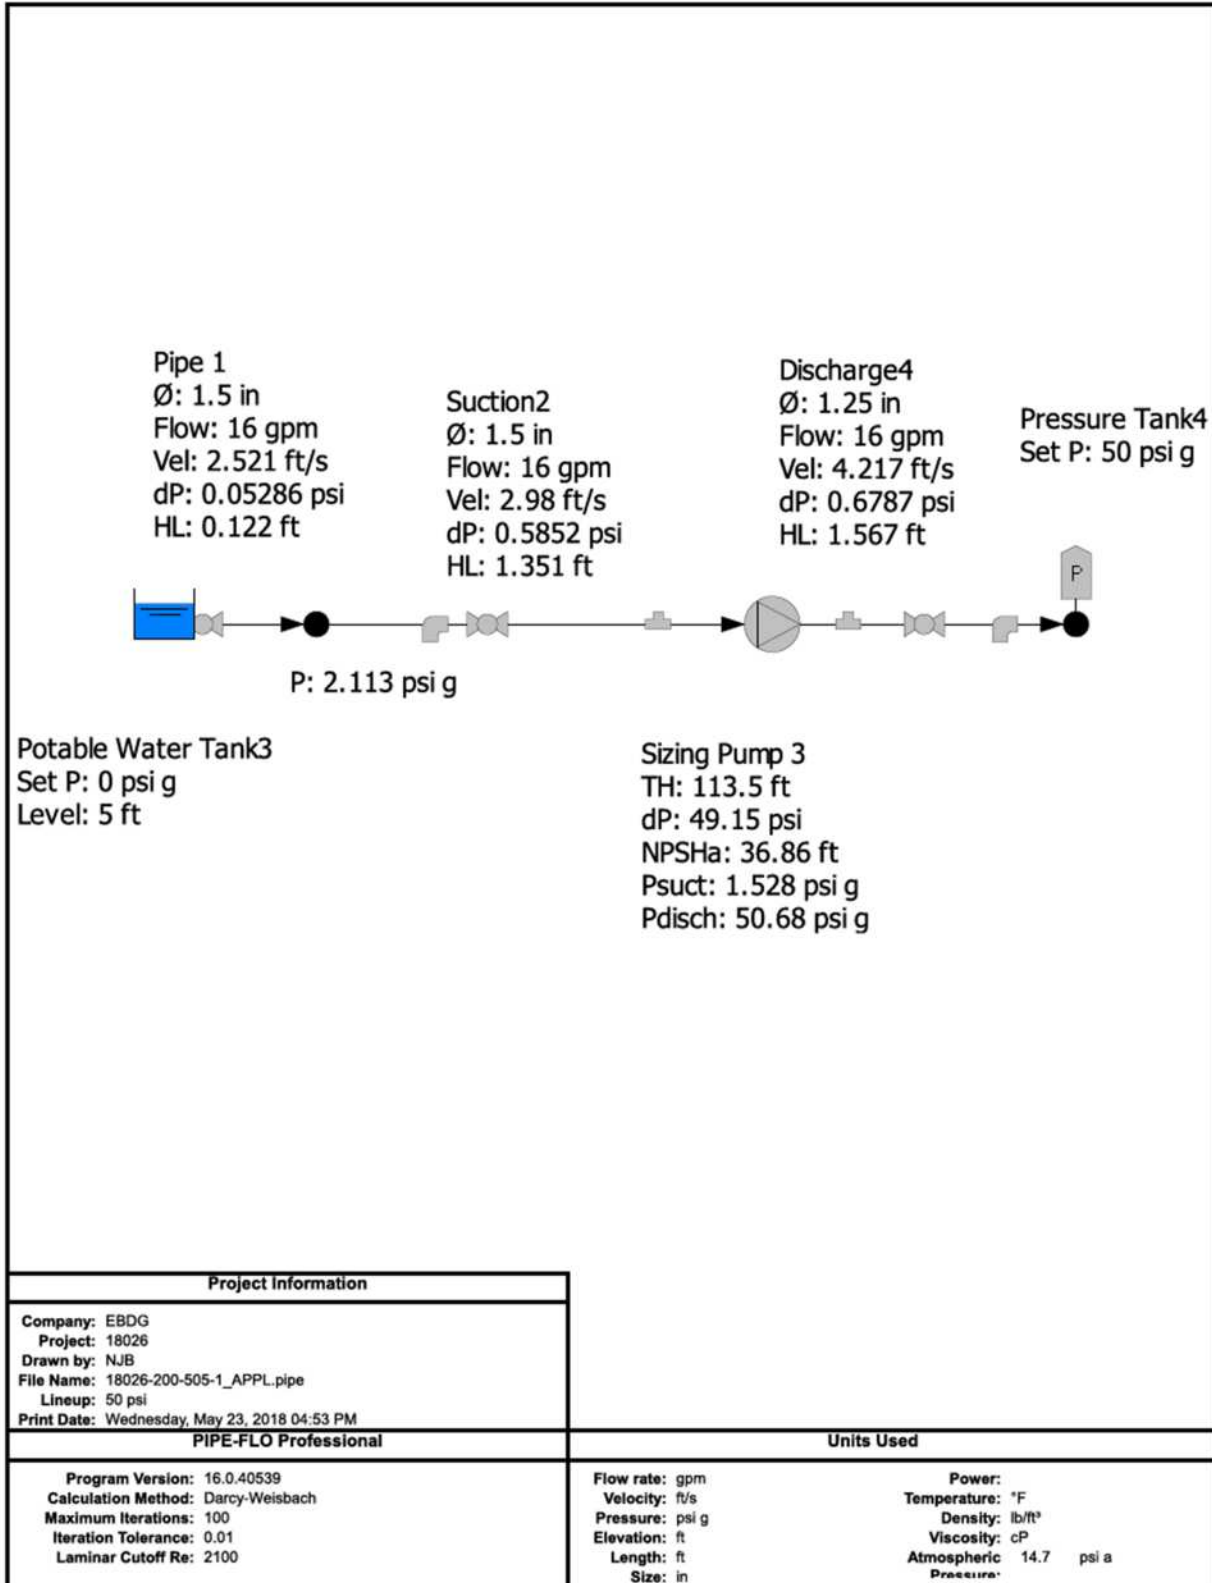 Pipe 1
Ø: 1.5 in
Flow: 16 gpm
Vel: 2.521 ft/s
dP: 0.05286 psi
HL: 0.122 ft
Suction2
Ø: 1.5 in
Flow: 16 gpm
Vel: 2.98 ft/s
dP: 0.5852 psi
HL: 1.351 ft
Discharge4
Ø: 1.25 in
Flow: 16 gpm
Vel: 4.217 ft/s
dP: 0.6787 psi
HL: 1.567 ft
Pressure Tank4
Set P: 50 psi g
P
P: 2.113 psi g
Potable Water Tank3
Set P: 0 psi g
Level: 5 ft
Sizing Pump 3
TH: 113.5 ft
dP: 49.15 psi
NPSHa: 36.86 ft
Psuct: 1.528 psi g
Pdisch: 50.68 psi g
Project Information
Company: EBDG
Project: 18026
Drawn by: NJB
File Name: 18026-200-505-1_APPL.pipe
Lineup: 50 psi
Print Date: Wednesday, May 23, 2018 04:53 PM
PIPE-FLO Professional
Program Version: 16.0.40539
Calculation Method: Darcy-Weisbach
Maximum Iterations: 100
Iteration Tolerance: 0.01
Laminar Cutoff Re: 2100
Units Used
Flow rate: gpm
Velocity: ft/s
Pressure: psi g
Elevation: ft
Length: ft
Size: in
Power:
Temperature: °F
Density: lb/ft³
Viscosity: cP
Atmospheric 14.7 psi a
Pressure: